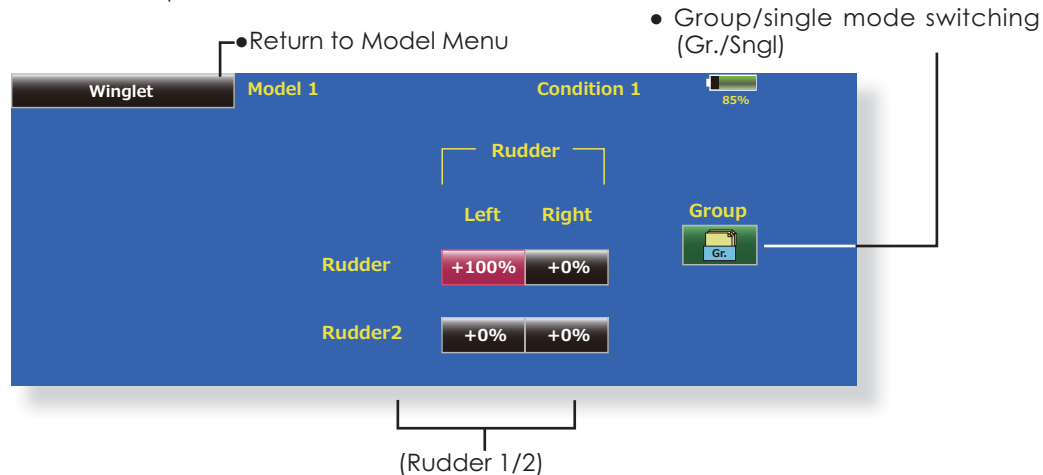 ● Group/single mode switching
(Gr./Sngl)
●Return to Model Menu
Winglet
Model 1
Condition 1
85%
Rudder
Left Right
Group
Gr.
Rudder +100% +0%
Rudder2 +0% +0%
(Rudder 1/2)